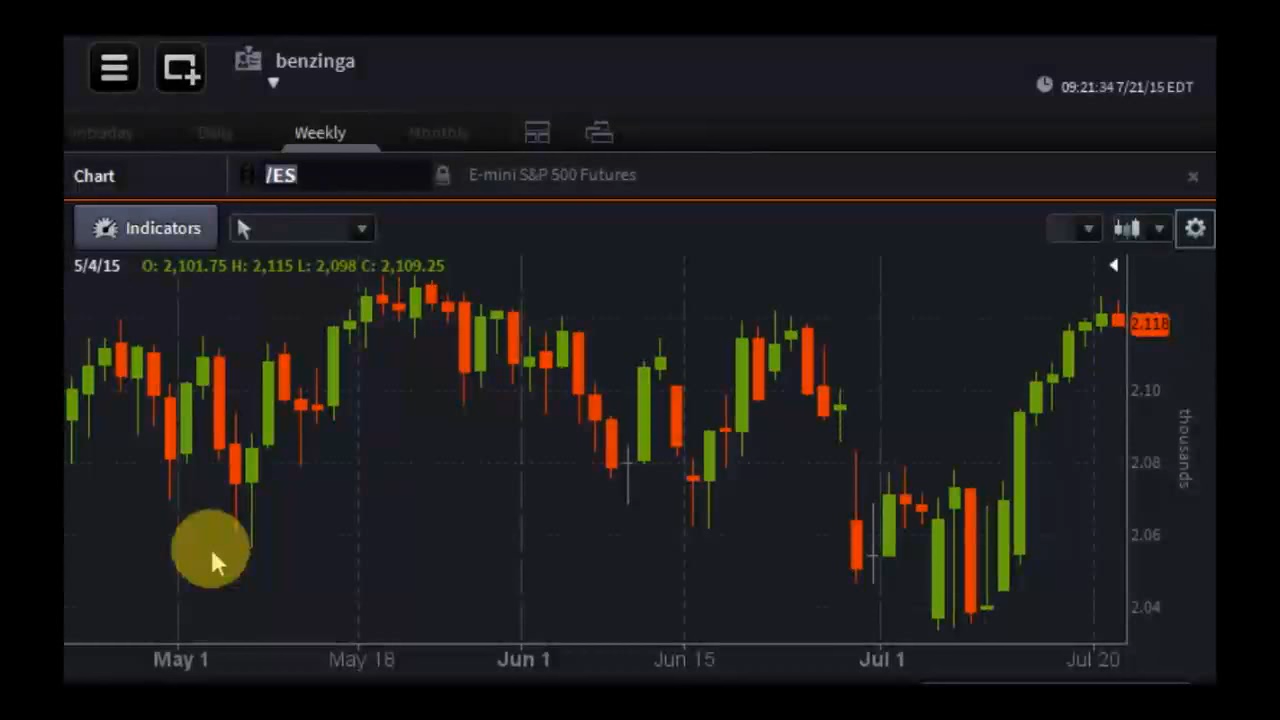 benzinga
09:21:34 7/21/15 EDT
Intraday Daily Weekly Monthly
Chart /ES E-mini S&P 500 Futures
Indicators
5/4/15 O: 2,101.75 H: 2,115 L: 2,098 C: 2,109.25
2.118
2.10
2.08
2.06
2.04
thousands
May 1 May 18 Jun 1 Jun 15 Jul 1 Jul 20